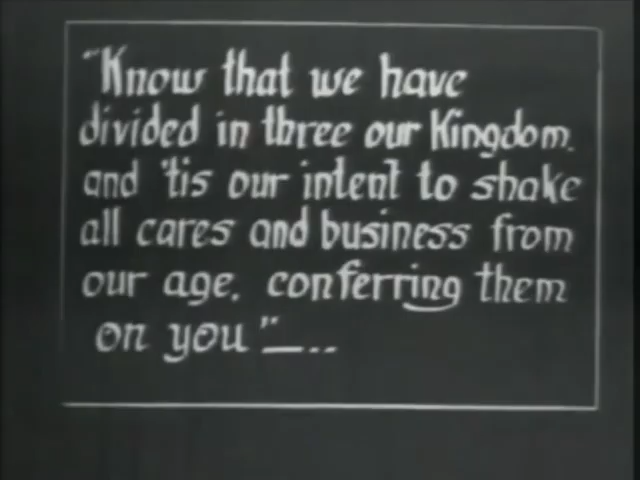 "Know that we have
divided in three our Kingdom.
and 'tis our intent to shake
all cares and business from
our age, conferring them
on you"—..